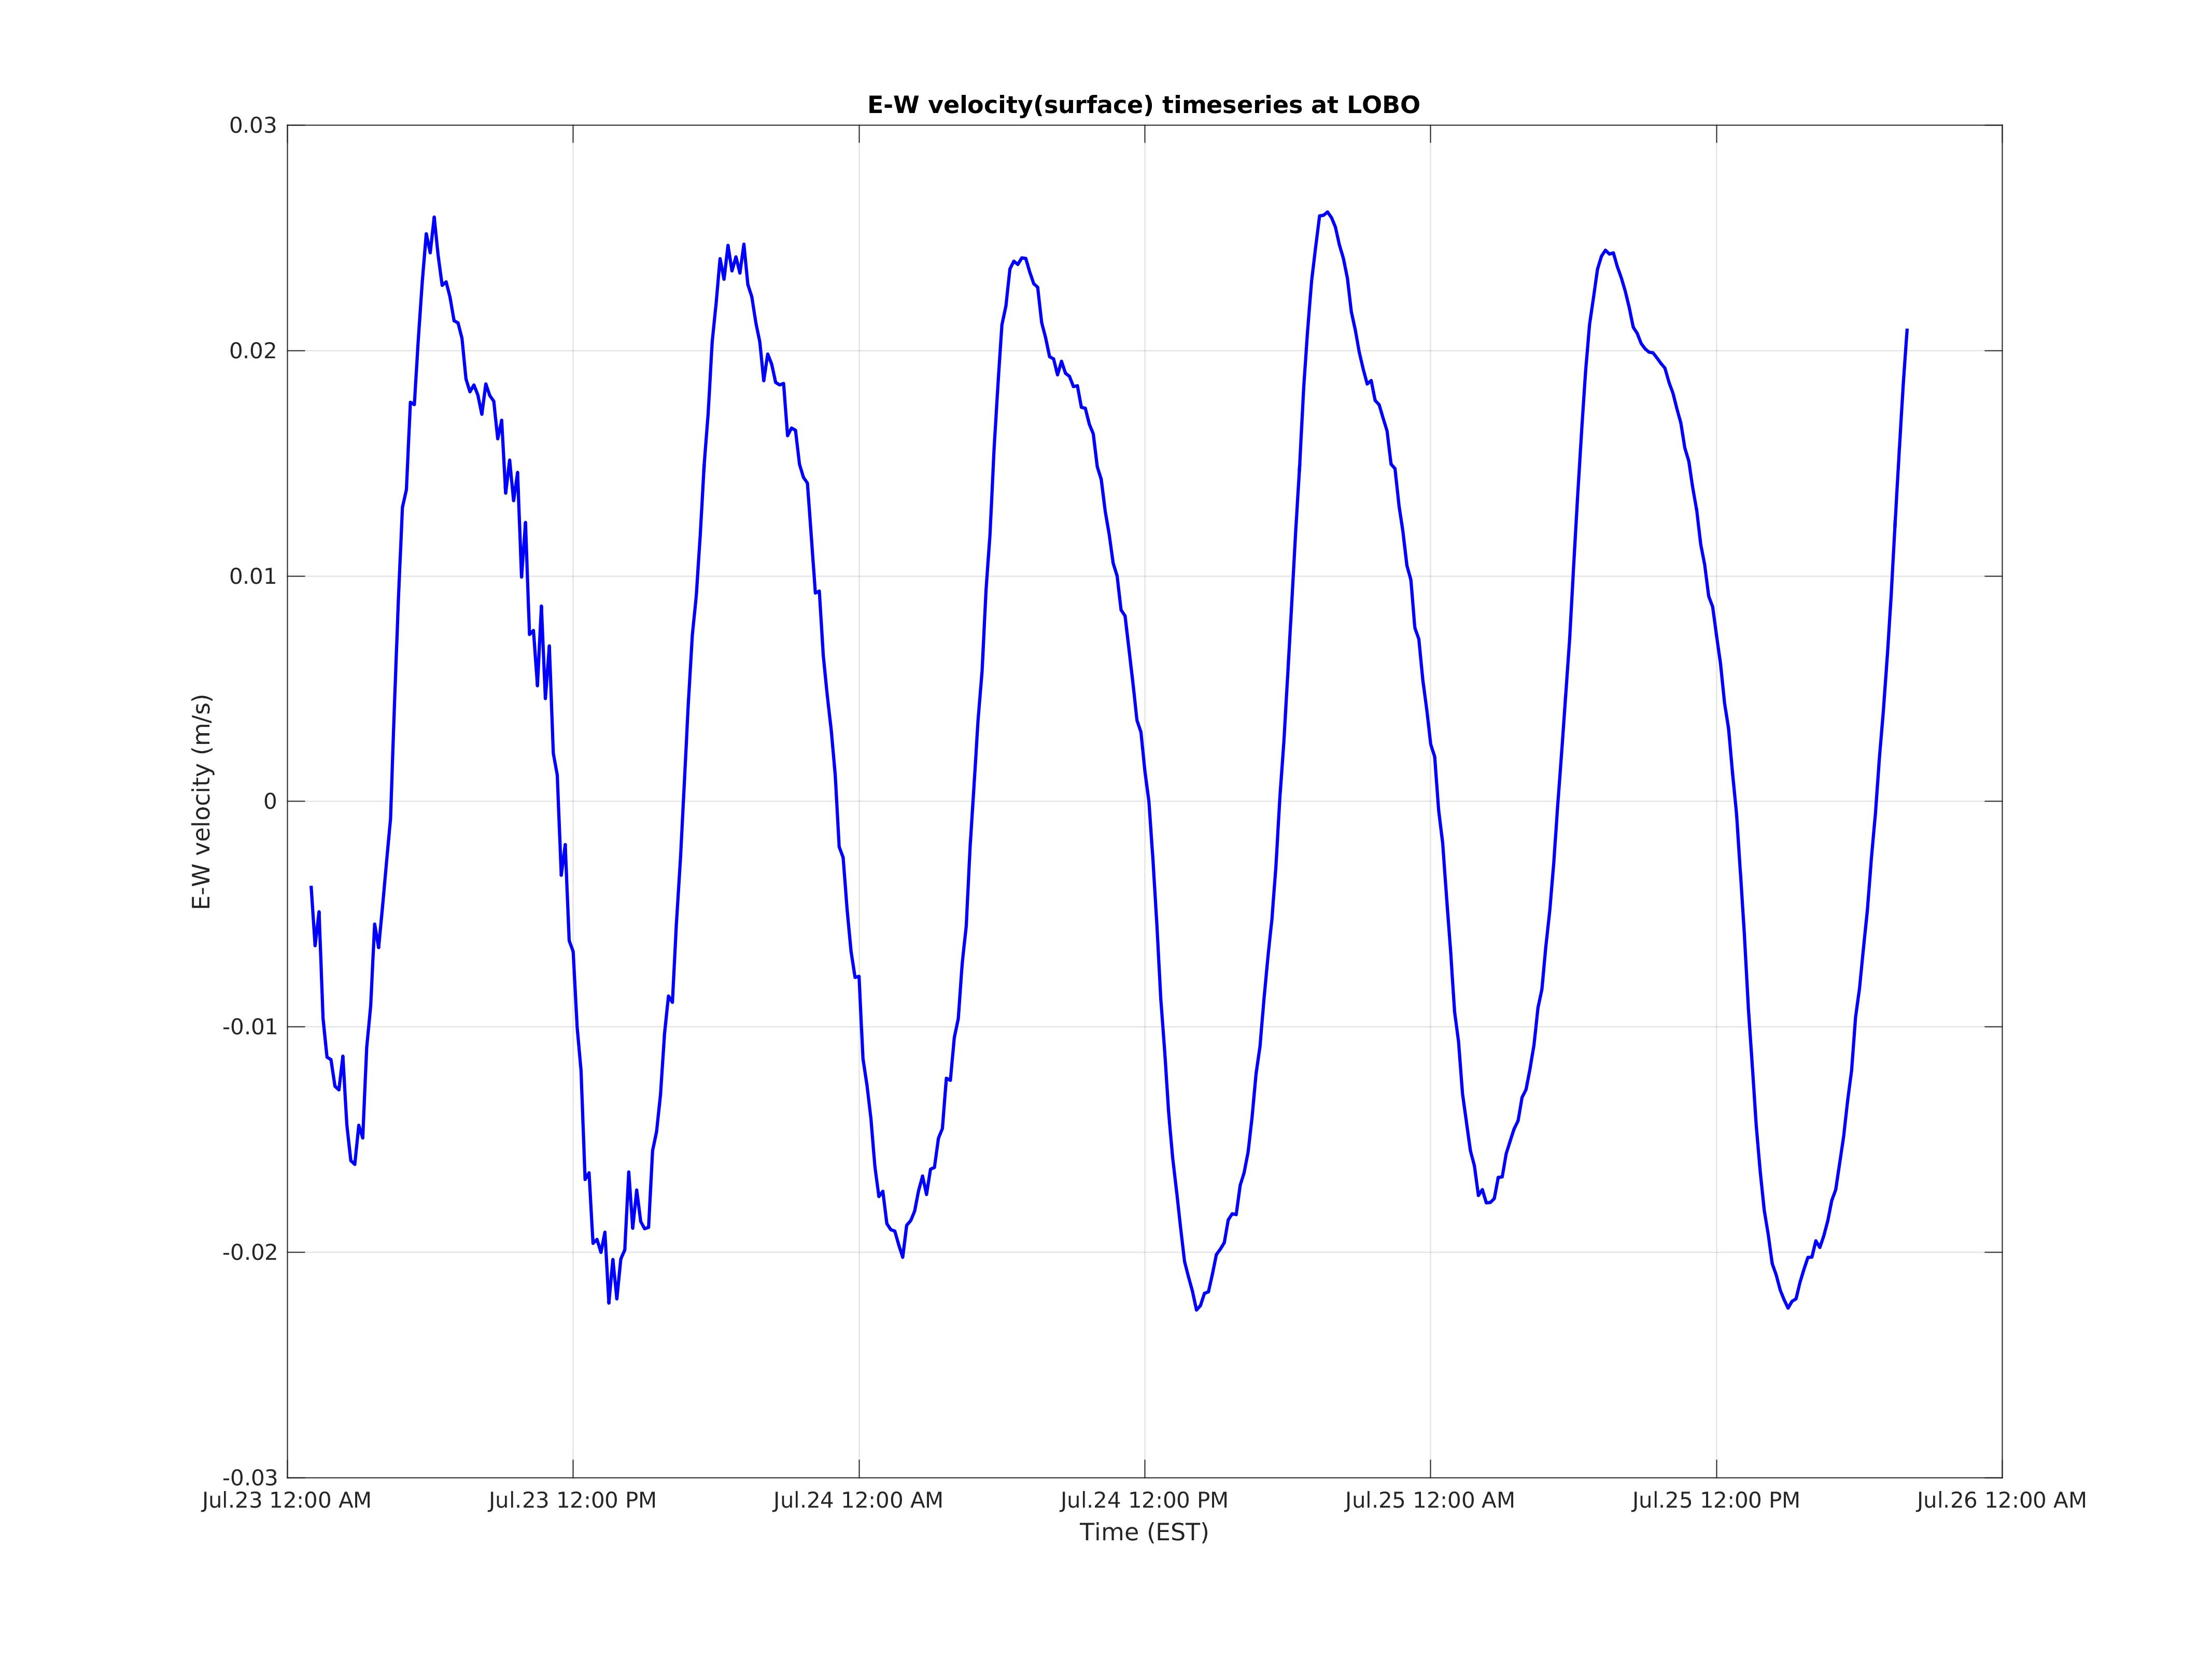 E-W velocity(surface) timeseries at LOBO
0.03
0.02
0.01
0
-0.01
-0.02
-0.03
E-W velocity (m/s)
Jul.23 12:00 AM
Jul.23 12:00 PM
Jul.24 12:00 AM
Jul.24 12:00 PM
Jul.25 12:00 AM
Jul.25 12:00 PM
Jul.26 12:00 AM
Time (EST)